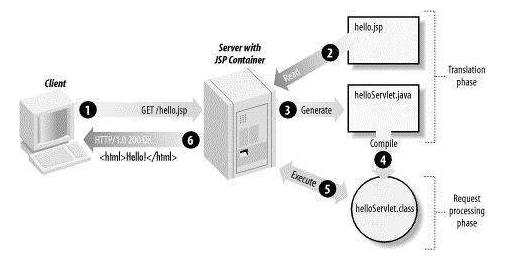 hello.jsp
Server with
JSP Container
2
Read
Translation
phase
Client
1
GET /hello.jsp
3
Generate
helloServlet.java
HTTP/1.0 200 OK
6
<html>Hello!</html>
Compile
4
Execute
5
helloServlet.class
Request
processing
phase